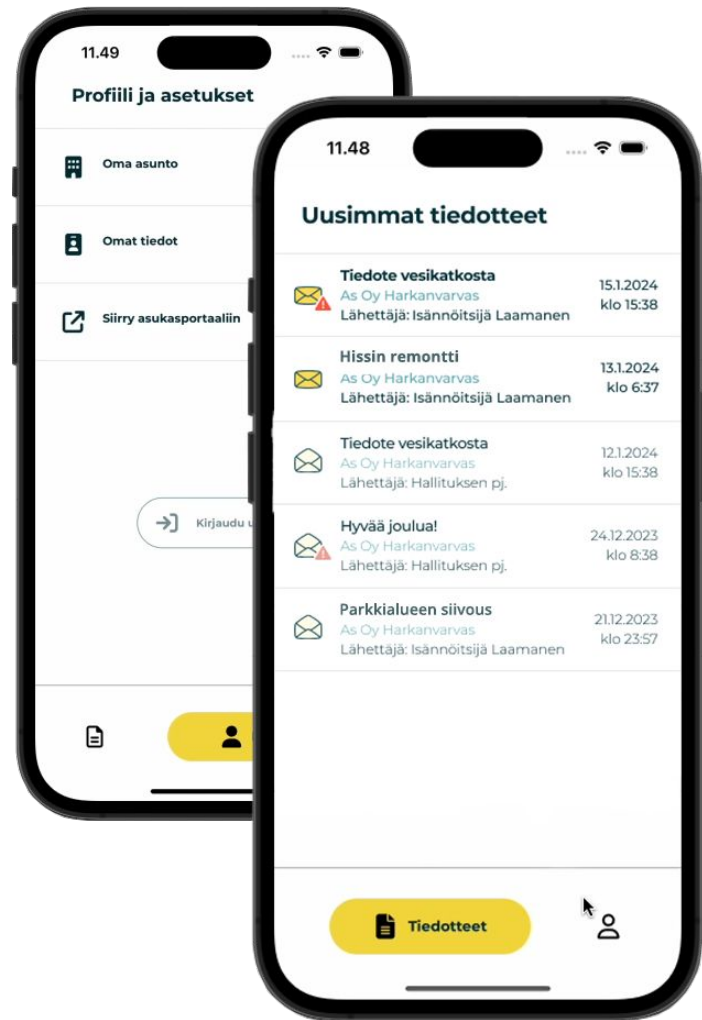 11.49
Profiili ja asetukset
Oma asunto
Omat tiedot
Siirry asukasportaaliin
Kirjaudu
11.48
Uusimmat tiedotteet
Tiedote vesikatkosta
As Oy Harkanvarvas
Lähettäjä: Isännöitsijä Laamanen
15.1.2024
klo 15:38
Hissin remontti
As Oy Harkanvarvas
Lähettäjä: Isännöitsijä Laamanen
13.1.2024
klo 6:37
Tiedote vesikatkosta
As Oy Harkanvarvas
Lähettäjä: Hallituksen pj.
12.1.2024
klo 15:38
Hyvää joulua!
As Oy Harkanvarvas
Lähettäjä: Hallituksen pj.
24.12.2023
klo 8:38
Parkkialueen siivous
As Oy Harkanvarvas
Lähettäjä: Isännöitsijä Laamanen
21.12.2023
klo 23:57
Tiedotteet